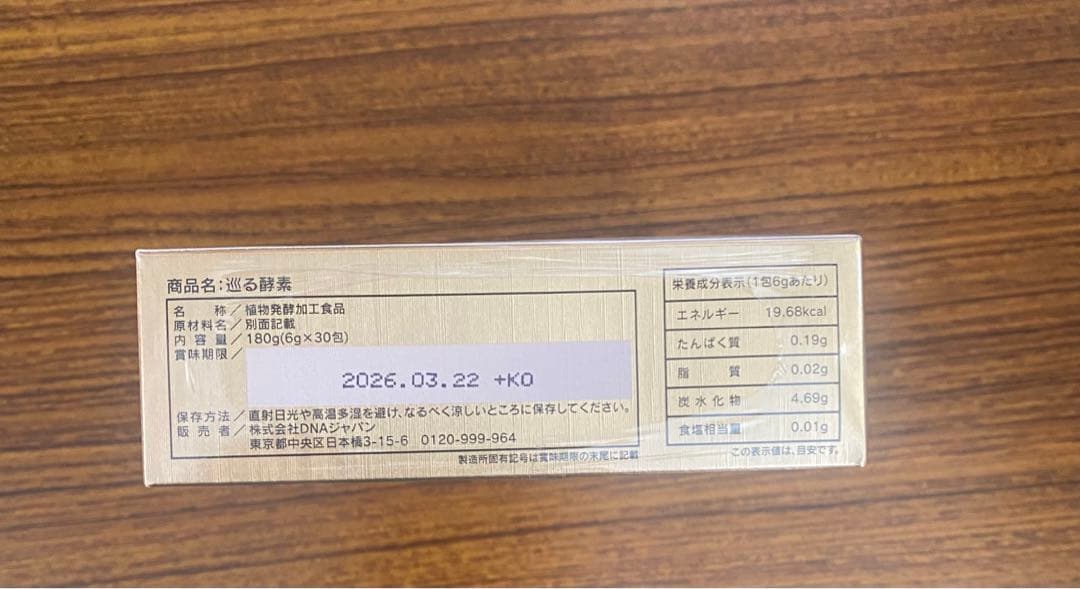 商品名：巡る酵素
名称／植物発酵加工食品
原材料名／別面記載
内容量／180g(6g×30包)
賞味期限／
2026.03.22 +KO
保存方法／直射日光や高温多湿を避け、なるべく涼しいところに保存してください。
販売者／株式会社DNAジャパン
東京都中央区日本橋3-15-6 0120-999-964
製造所固有記号は賞味期限の末尾に記載
栄養成分表示(1包6gあたり)
エネルギー 19.68kcal
たんぱく質 0.19g
脂質 0.02g
炭水化物 4.69g
食塩相当量 0.01g
この表示値は、目安です。